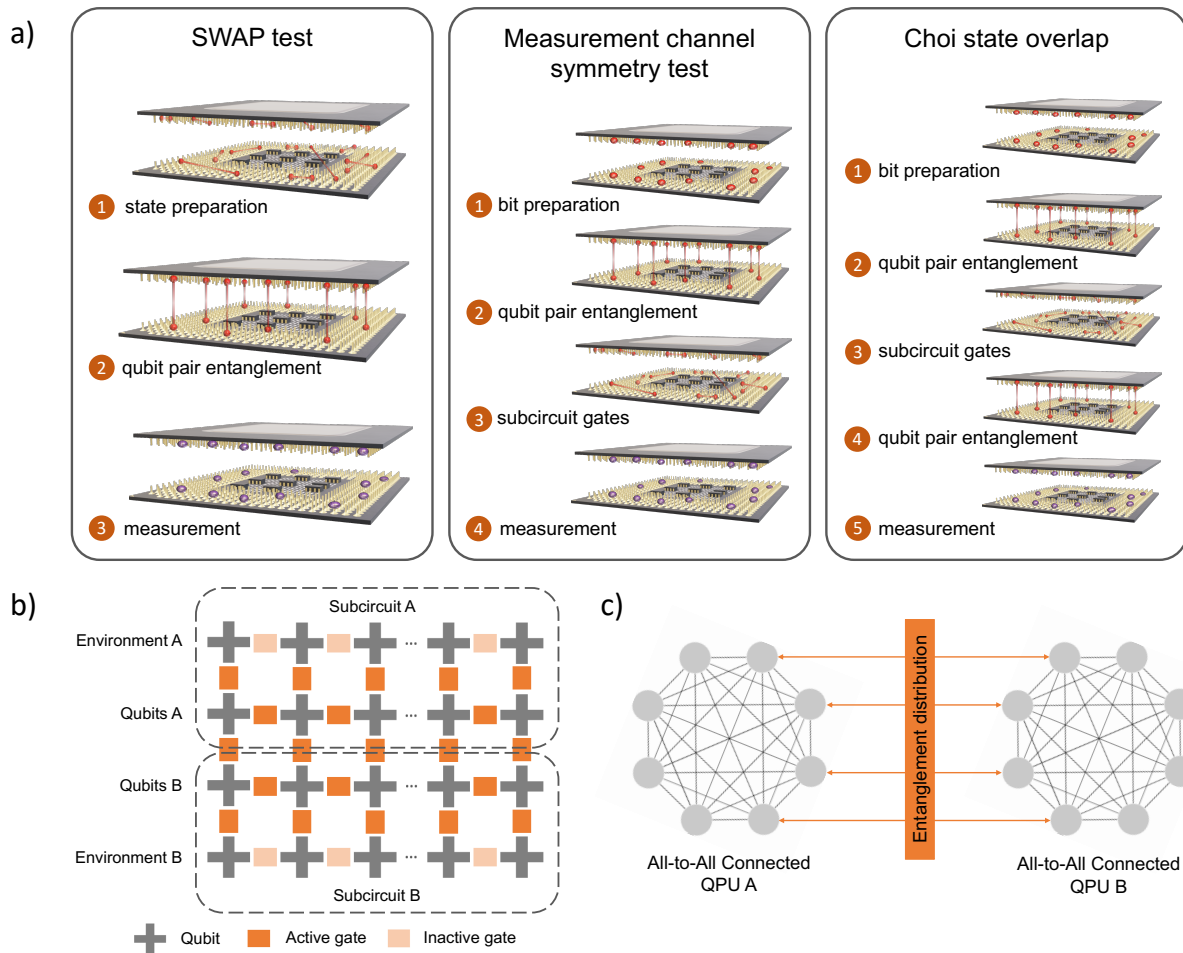 a)
SWAP test
1 state preparation
2 qubit pair entanglement
3 measurement
Measurement channel
symmetry test
1 bit preparation
2 qubit pair entanglement
3 subcircuit gates
4 measurement
Choi state overlap
1 bit preparation
2 qubit pair entanglement
3 subcircuit gates
4 qubit pair entanglement
5 measurement
b)
Subcircuit A
Environment A
...
Qubits A
...
Qubits B
...
Environment B
...
Subcircuit B
Qubit
Active gate
Inactive gate
c)
Entanglement distribution
All-to-All Connected
QPU A
All-to-All Connected
QPU B